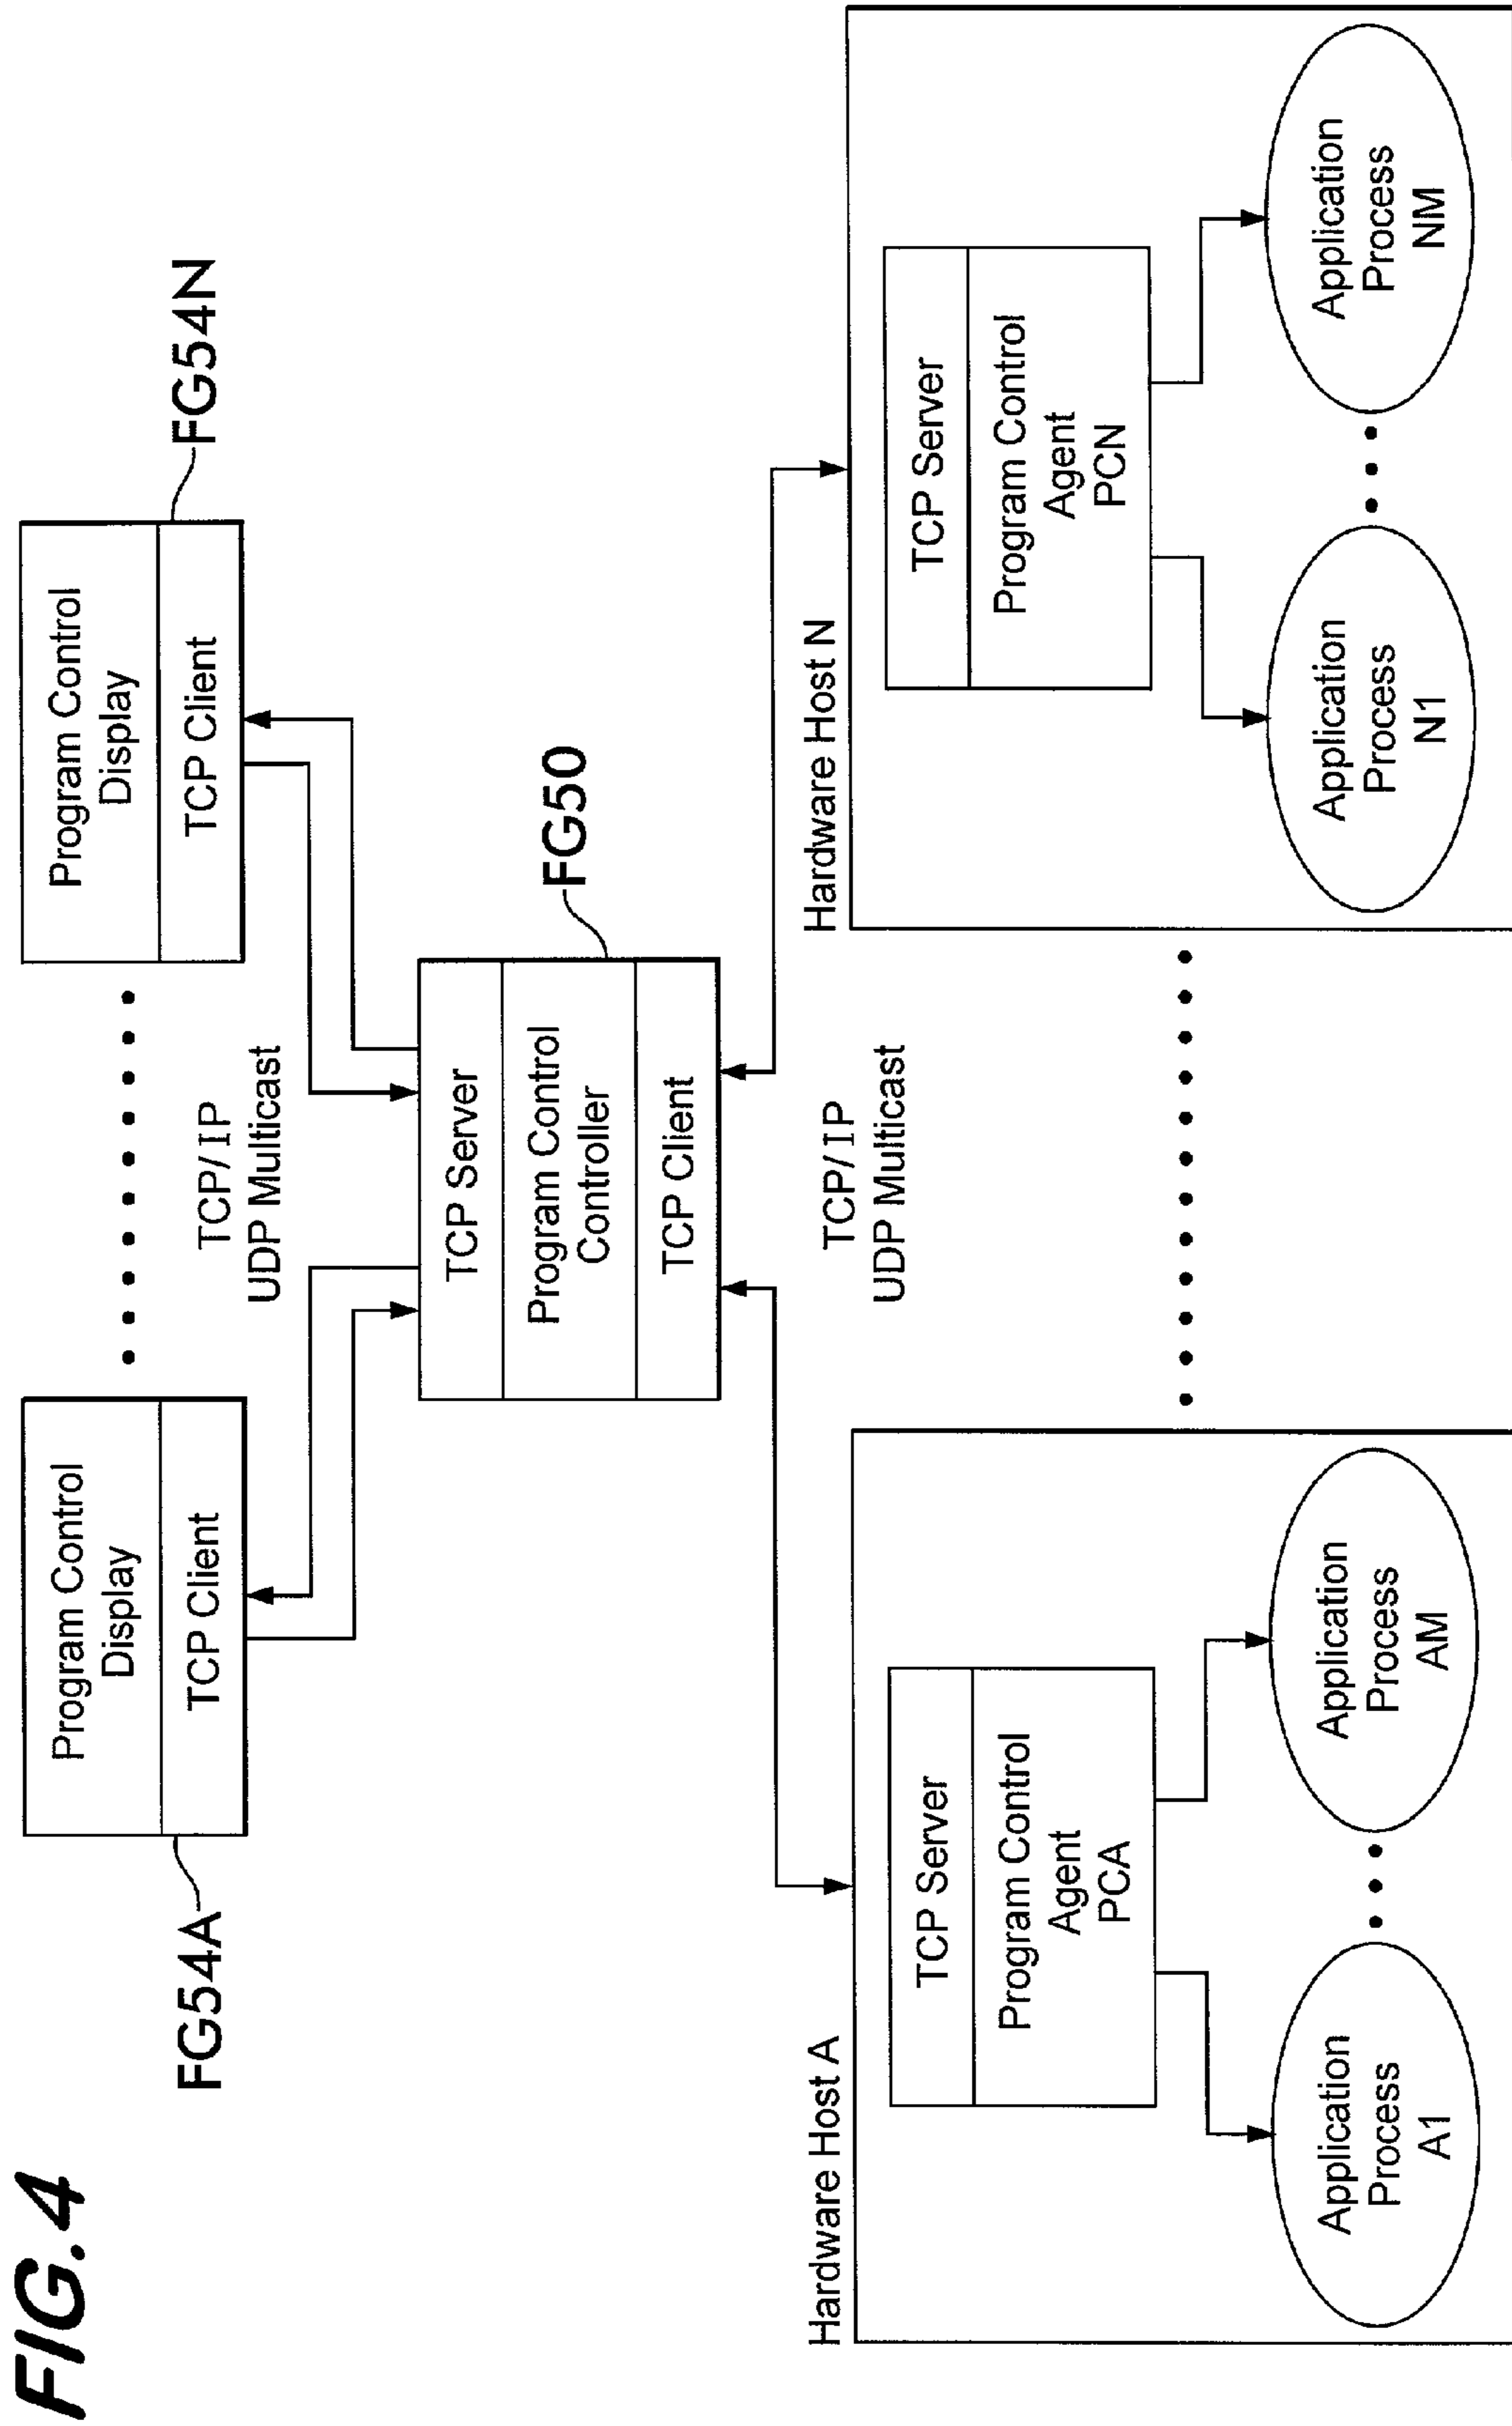 FIG.4
Program Control
Display
TCP Client
FG54A
Program Control
Display
TCP Client
FG54N
TCP/IP
UDP Multicast
TCP Server
Program Control
Controller
TCP Client
FG50
TCP/IP
UDP Multicast
Hardware Host A
TCP Server
Program Control
Agent
PCA
Application
Process
A1
Application
Process
AM
Hardware Host N
TCP Server
Program Control
Agent
PCN
Application
Process
N1
Application
Process
NM